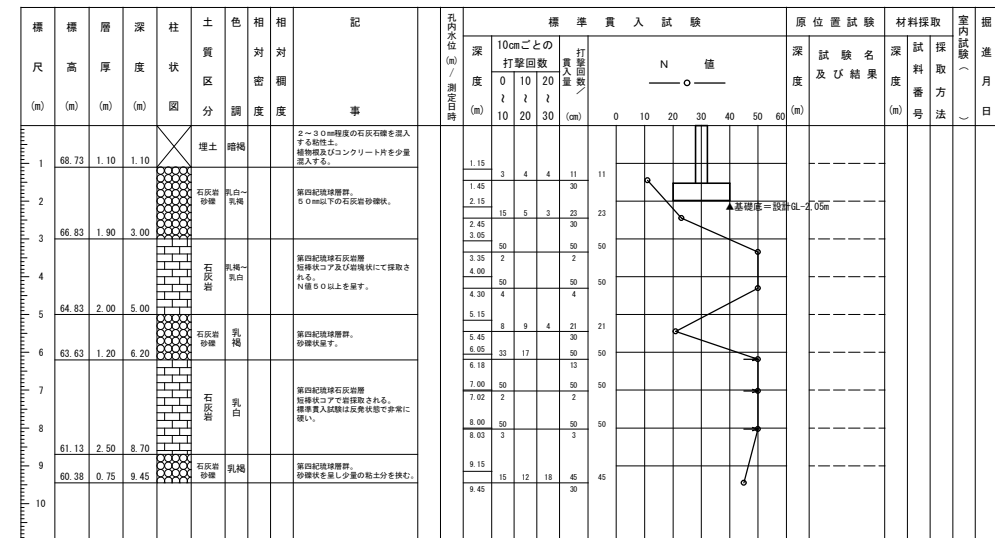 標尺(m)
標高(m)
層厚(m)
深度(m)
柱状図
土質区分
色調
相対密度
相対稠度
記事
孔内水位(m)/測定日時
標準貫入試験
深度(m)
10cmごとの打撃回数
0~10
10~20
20~30
打撃回数/貫入量(cm)
N値
0 10 20 30 40 50 60
原位置試験
深度(m)
試験名及び結果
材料採取
深度(m)
試料番号
採取方法
室内試験()
掘進月日
1
2
3
4
5
6
7
8
9
10
68.73 1.10 1.10
埋土
暗褐
2~30mm程度の石灰石礫を混入
する粘性土。
植物根及びコンクリート片を少量
混入する。
66.83 1.90 3.00
石灰岩
砂礫
乳白~
乳褐
第四紀琉球層群。
50mm以下の石灰岩砂礫状。
64.83 2.00 5.00
石灰岩
乳褐~
乳白
第四紀琉球石灰岩層
短棒状コア及び岩塊状にて採取さ
れる。
N値50以上を呈す。
63.63 1.20 6.20
石灰岩
砂礫
乳褐
第四紀琉球層群。
砂礫状呈す。
61.13 2.50 8.70
石灰岩
乳白
第四紀琉球石灰岩層
短棒状コアで岩採取される。
標準貫入試験は反発状態で非常に
硬い。
60.38 0.75 9.45
石灰岩
砂礫
乳褐
第四紀琉球層群。
砂礫状を呈し少量の粘土分を挟む。
1.15
3 4 4 11 11
1.45 30
2.15
15 5 3 23 23
2.45 30
3.05
50 50 50
3.35 2 2
4.00
50 50 50
4.30 4 4
5.15
8 9 4 21 21
5.45 30
6.05 33 17 50 50
6.18 13
7.00 50 50 50
7.02 2 2
8.00 50 50 50
8.03 3 3
9.15
15 12 18 45 45
9.45 30
▲基礎底=設計GL-2.05m